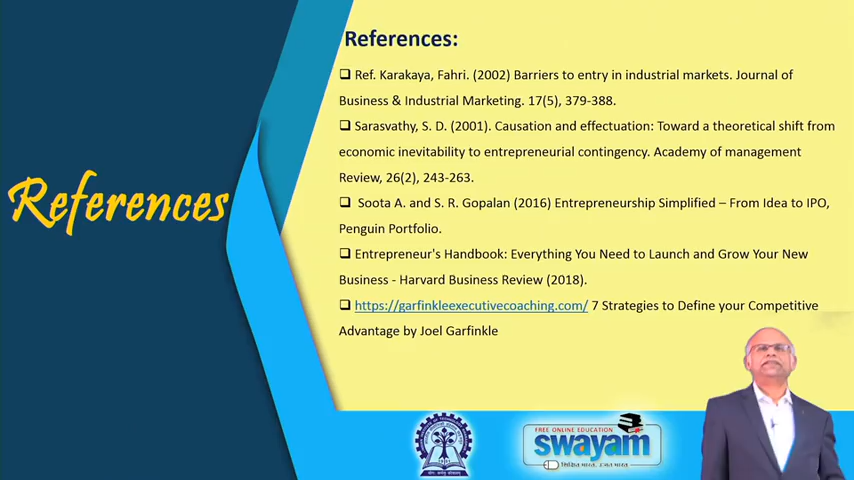 References
References:
❑ Ref. Karakaya, Fahri. (2002) Barriers to entry in industrial markets. Journal of
Business & Industrial Marketing. 17(5), 379-388.
❑ Sarasvathy, S. D. (2001). Causation and effectuation: Toward a theoretical shift from
economic inevitability to entrepreneurial contingency. Academy of management
Review, 26(2), 243-263.
❑ Soota A. and S. R. Gopalan (2016) Entrepreneurship Simplified – From Idea to IPO,
Penguin Portfolio.
❑ Entrepreneur's Handbook: Everything You Need to Launch and Grow Your New
Business - Harvard Business Review (2018).
❑ https://garfinkleexecutivecoaching.com/ 7 Strategies to Define your Competitive
Advantage by Joel Garfinkle
FREE ONLINE EDUCATION
swayam
शिक्षित भारत, उन्नत भारत